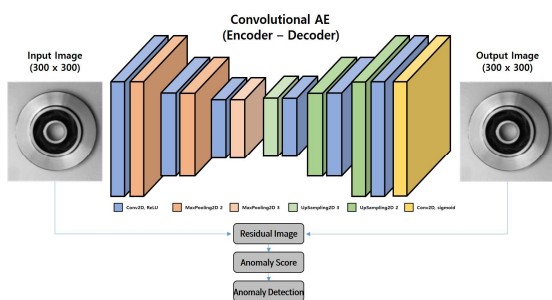 Convolutional AE
(Encoder – Decoder)
Input Image
(300 x 300)
Output Image
(300 x 300)
Conv2D, ReLU
MaxPooling2D 2
MaxPooling2D 3
UpSampling2D 3
UpSampling2D 2
Conv2D, sigmoid
Residual Image
Anomaly Score
Anomaly Detection